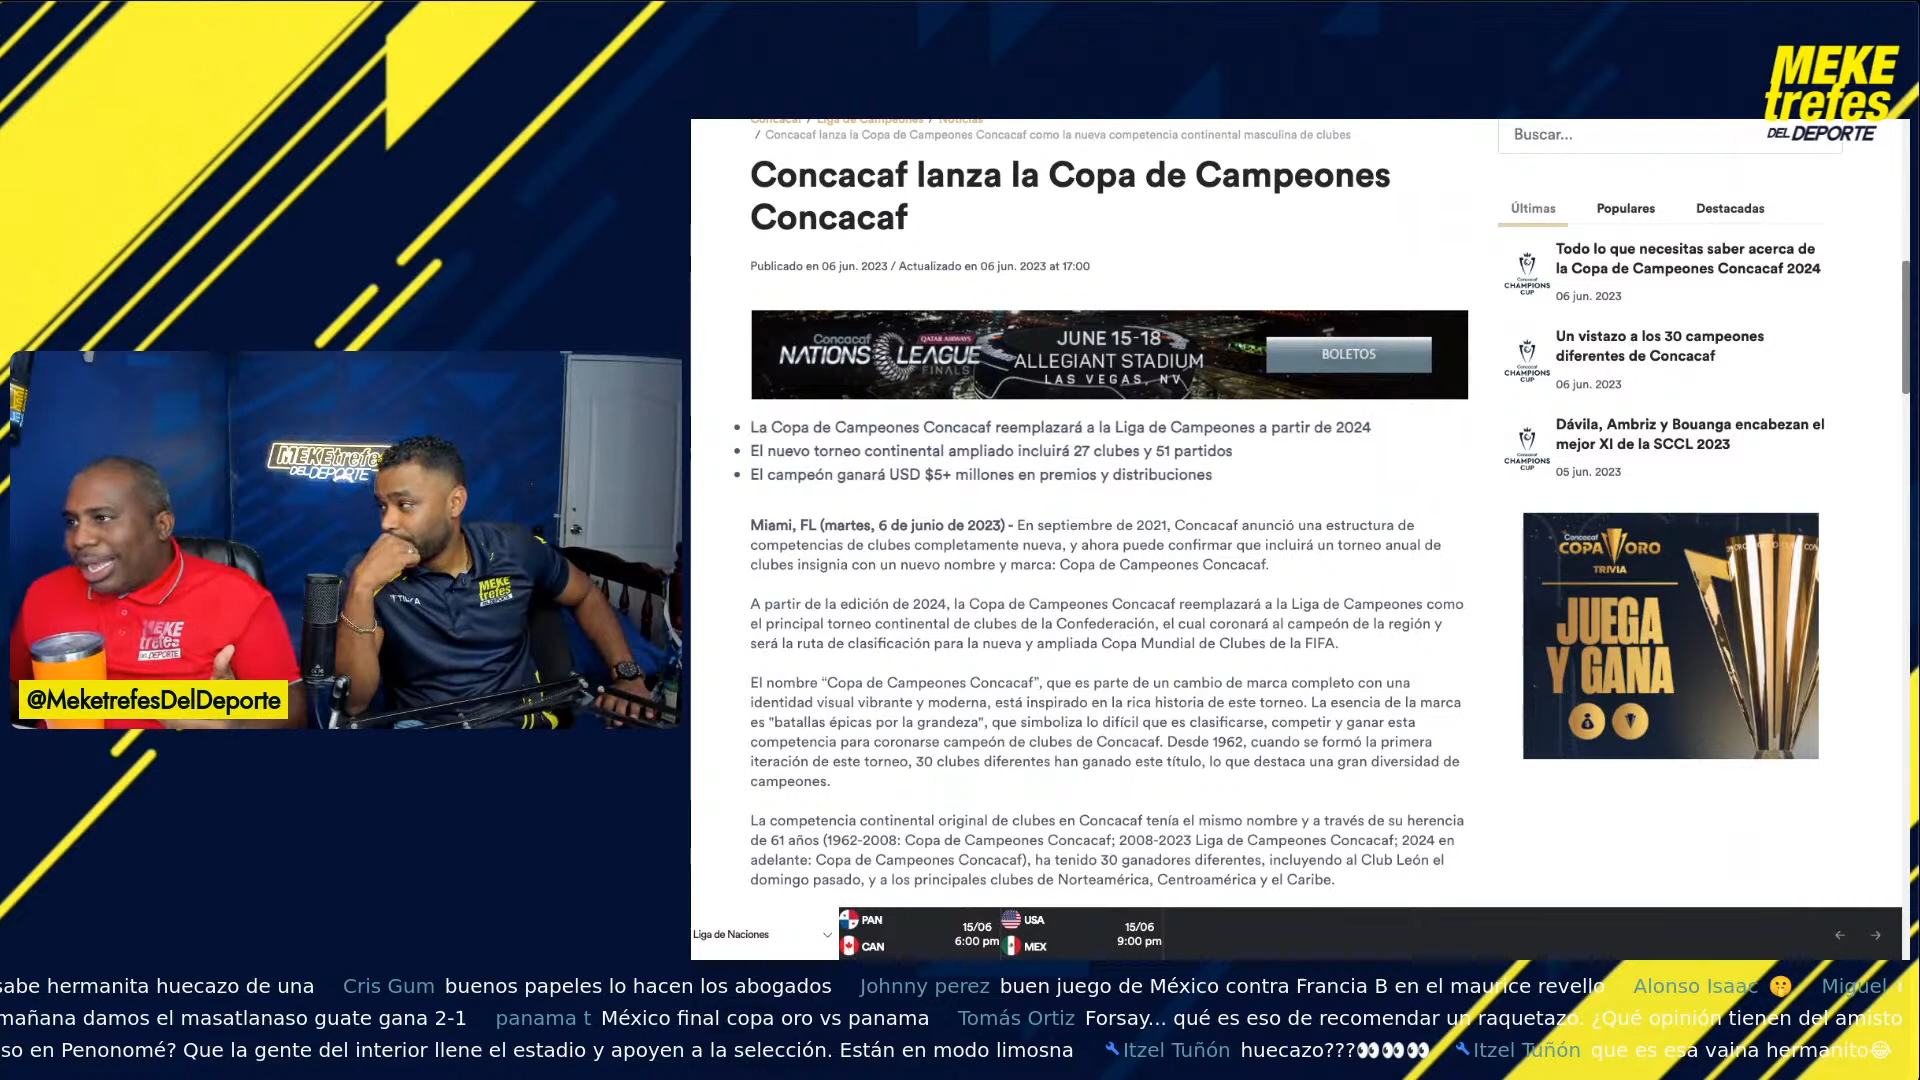 MEKE
trefes
DEL DEPORTE
Concacaf / Liga de Campeones / Noticias
/ Concacaf lanza la Copa de Campeones Concacaf como la nueva competencia continental masculina de clubes
Concacaf lanza la Copa de Campeones
Concacaf
Publicado en 06 jun. 2023 / Actualizado en 06 jun. 2023 at 17:00
Concacaf
NATIONS LEAGUE
FINALS
QATAR AIRWAYS
JUNE 15-18
ALLEGIANT STADIUM
LAS VEGAS, NV
BOLETOS
• La Copa de Campeones Concacaf reemplazará a la Liga de Campeones a partir de 2024
• El nuevo torneo continental ampliado incluirá 27 clubes y 51 partidos
• El campeón ganará USD $5+ millones en premios y distribuciones
Miami, FL (martes, 6 de junio de 2023) - En septiembre de 2021, Concacaf anunció una estructura de
competencias de clubes completamente nueva, y ahora puede confirmar que incluirá un torneo anual de
clubes insignia con un nuevo nombre y marca: Copa de Campeones Concacaf.
A partir de la edición de 2024, la Copa de Campeones Concacaf reemplazará a la Liga de Campeones como
el principal torneo continental de clubes de la Confederación, el cual coronará al campeón de la región y
será la ruta de clasificación para la nueva y ampliada Copa Mundial de Clubes de la FIFA.
El nombre “Copa de Campeones Concacaf”, que es parte de un cambio de marca completo con una
identidad visual vibrante y moderna, está inspirado en la rica historia de este torneo. La esencia de la marca
es "batallas épicas por la grandeza", que simboliza lo difícil que es clasificarse, competir y ganar esta
competencia para coronarse campeón de clubes de Concacaf. Desde 1962, cuando se formó la primera
iteración de este torneo, 30 clubes diferentes han ganado este título, lo que destaca una gran diversidad de
campeones.
La competencia continental original de clubes en Concacaf tenía el mismo nombre y a través de su herencia
de 61 años (1962-2008: Copa de Campeones Concacaf; 2008-2023 Liga de Campeones Concacaf; 2024 en
adelante: Copa de Campeones Concacaf), ha tenido 30 ganadores diferentes, incluyendo al Club León el
domingo pasado, y a los principales clubes de Norteamérica, Centroamérica y el Caribe.
Buscar...
Últimas Populares Destacadas
Concacaf
CHAMPIONS
CUP
Todo lo que necesitas saber acerca de
la Copa de Campeones Concacaf 2024
06 jun. 2023
Concacaf
CHAMPIONS
CUP
Un vistazo a los 30 campeones
diferentes de Concacaf
06 jun. 2023
Concacaf
CHAMPIONS
CUP
Dávila, Ambriz y Bouanga encabezan el
mejor XI de la SCCL 2023
05 jun. 2023
Concacaf
COPA ORO
TRIVIA
JUEGA
Y GANA
MEKEtrefes
DEL DEPORTE
MEKE
trefes
DEL DEPORTE
MEKE
trefes
DEL DEPORTE
@MeketrefesDelDeporte
Liga de Naciones
PAN 15/06 USA 15/06
CAN 6:00 pm MEX 9:00 pm
sabe hermanita huecazo de una Cris Gum buenos papeles lo hacen los abogados Johnny perez buen juego de México contra Francia B en el maurice revello Alonso Isaac 🤫 Miguel
mañana damos el masatlanaso guate gana 2-1 panama t México final copa oro vs panama Tomás Ortiz Forsay... qué es eso de recomendar un raquetazo. ¿Qué opinión tienen del amisto
so en Penonomé? Que la gente del interior llene el estadio y apoyen a la selección. Están en modo limosna Itzel Tuñón huecazo???👀👀👀👀 Itzel Tuñón que es esa vaina hermanito😂